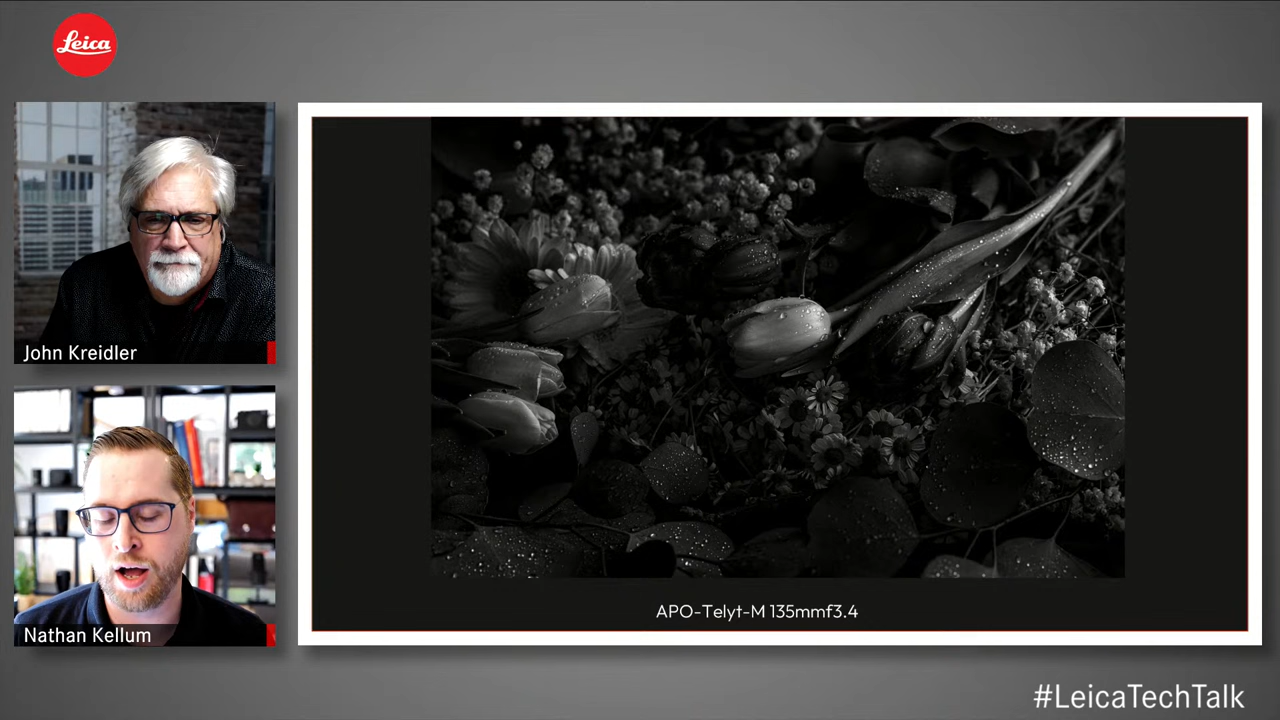 Leica
John Kreidler
Nathan Kellum
APO-Telyt-M 135mmf3.4
#LeicaTechTalk